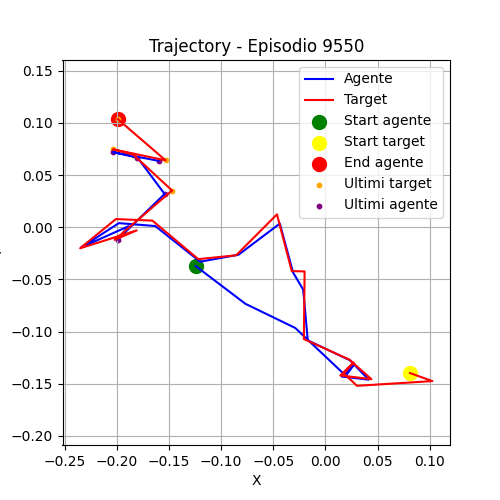 Trajectory - Episodio 9550
0.15
0.10
0.05
0.00
−0.05
−0.10
−0.15
−0.20
−0.25
−0.20
−0.15
−0.10
−0.05
0.00
0.05
0.10
X
Agente
Target
Start agente
Start target
End agente
Ultimi target
Ultimi agente